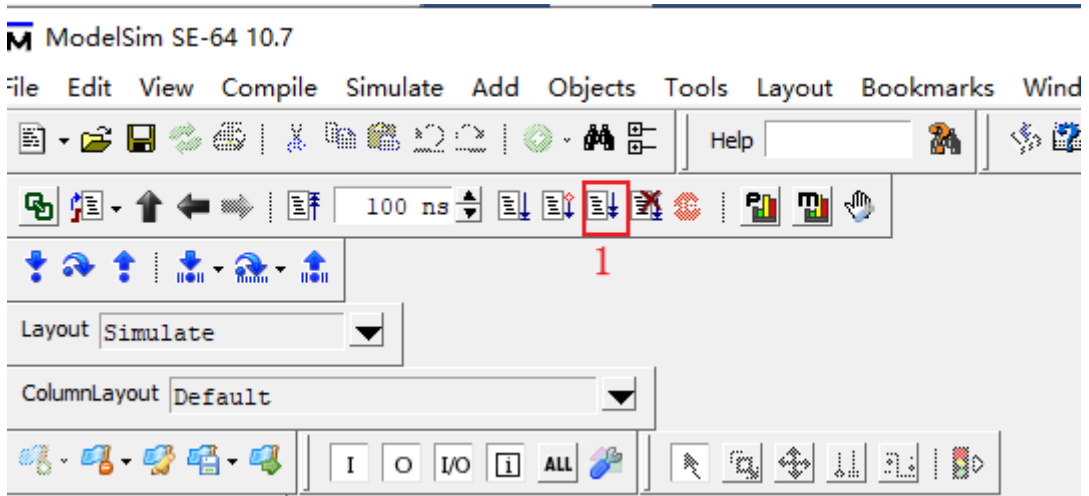 ModelSim SE-64 10.7
File Edit View Compile Simulate Add Objects Tools Layout Bookmarks Wind
Help
100 ns
1
Layout Simulate
ColumnLayout Default
I O I/O i ALL